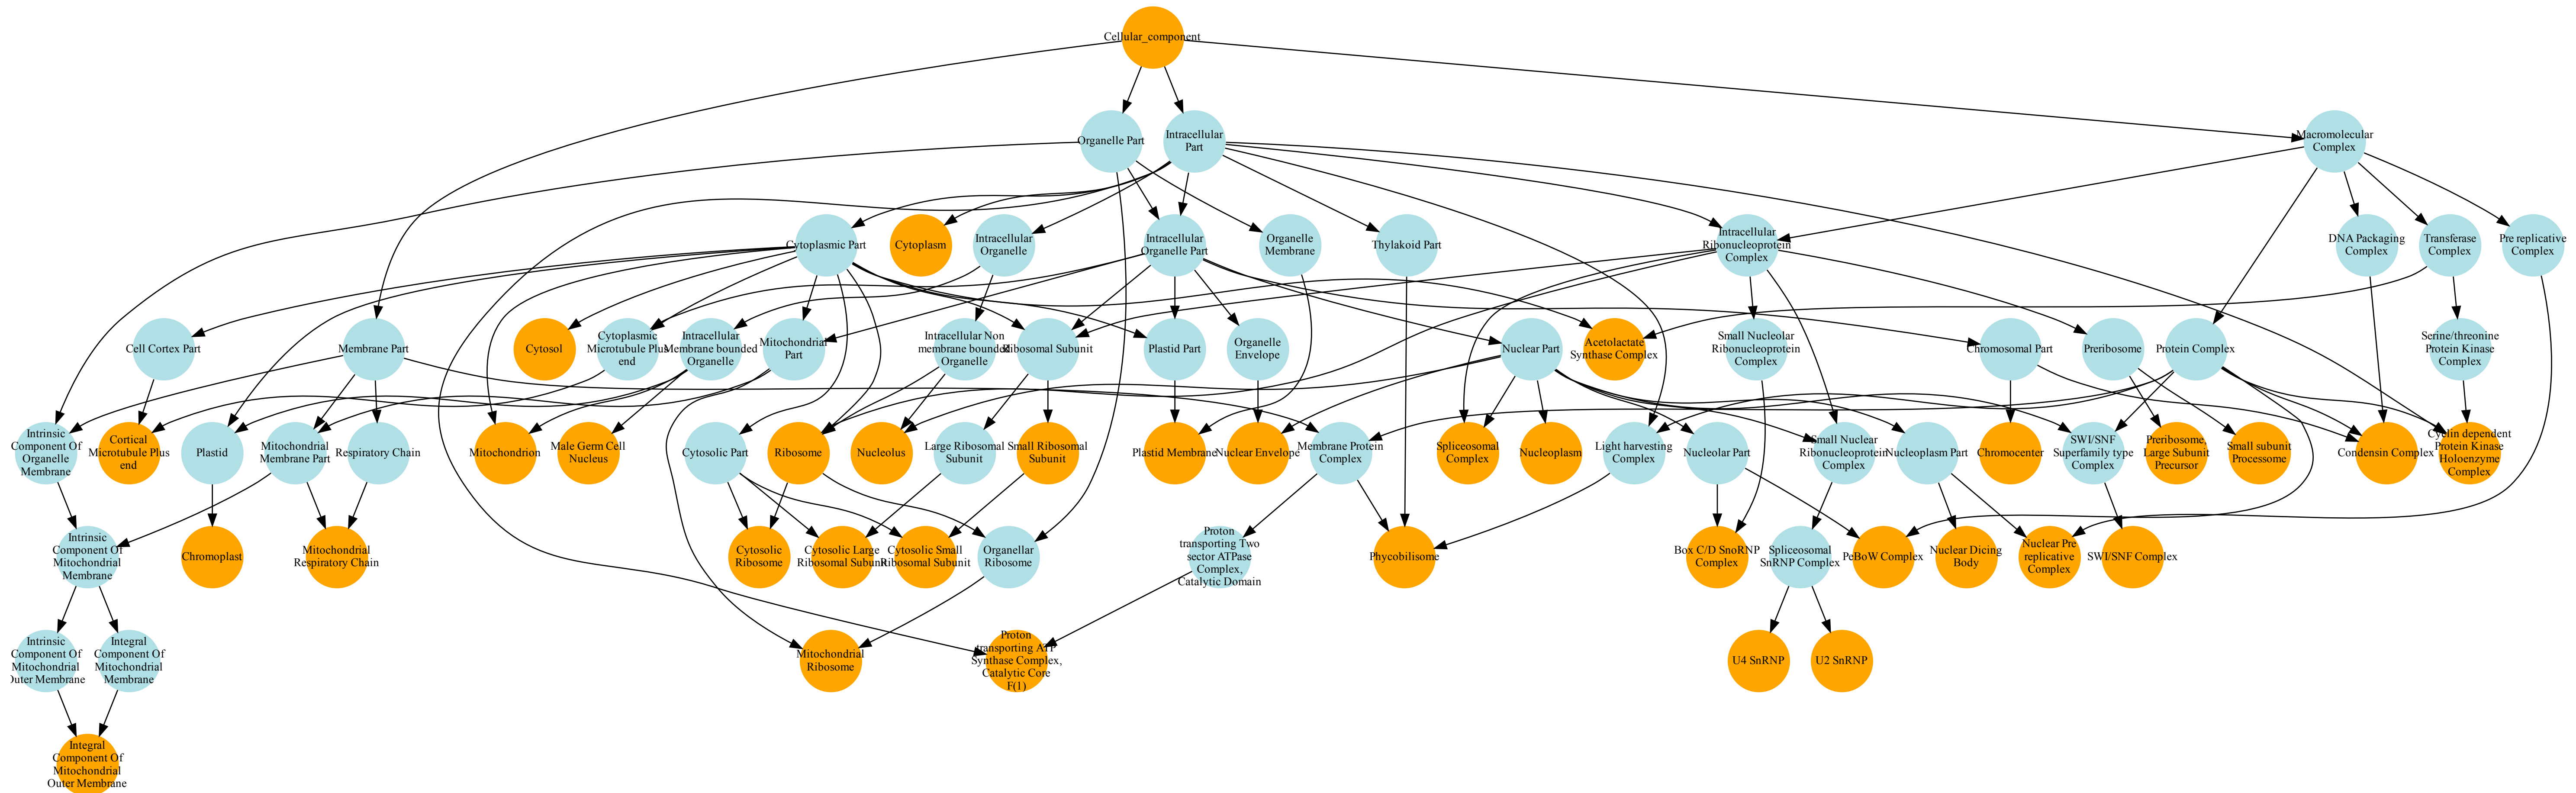 Cellular_component
Organelle Part
Intracellular
Part
Macromolecular
Complex
Cytoplasmic Part
Cytoplasm
Intracellular
Organelle
Intracellular
Organelle Part
Organelle
Membrane
Thylakoid Part
Intracellular
Ribonucleoprotein
Complex
DNA Packaging
Complex
Transferase
Complex
Pre replicative
Complex
Cell Cortex Part
Membrane Part
Cytosol
Cytoplasmic
Microtubule Plus
end
Intracellular
Membrane bounded
Organelle
Mitochondrial
Part
Intracellular Non
membrane bounded
Organelle
Ribosomal Subunit
Plastid Part
Organelle
Envelope
Nuclear Part
Acetolactate
Synthase Complex
Small Nucleolar
Ribonucleoprotein
Complex
Chromosomal Part
Preribosome
Protein Complex
Serine/threonine
Protein Kinase
Complex
Intrinsic
Component Of
Organelle
Membrane
Cortical
Microtubule Plus
end
Plastid
Mitochondrial
Membrane Part
Respiratory Chain
Mitochondrion
Male Germ Cell
Nucleus
Cytosolic Part
Ribosome
Nucleolus
Large Ribosomal
Subunit
Small Ribosomal
Subunit
Plastid Membrane
Nuclear Envelope
Membrane Protein
Complex
Spliceosomal
Complex
Nucleoplasm
Light harvesting
Complex
Nucleolar Part
Small Nuclear
Ribonucleoprotein
Complex
Nucleoplasm Part
Chromocenter
SWI/SNF
Superfamily type
Complex
Preribosome,
Large Subunit
Precursor
Small subunit
Processome
Condensin Complex
Cyclin dependent
Protein Kinase
Holoenzyme
Complex
Intrinsic
Component Of
Mitochondrial
Membrane
Chromoplast
Mitochondrial
Respiratory Chain
Cytosolic
Ribosome
Cytosolic Large
Ribosomal Subunit
Cytosolic Small
Ribosomal Subunit
Organellar
Ribosome
Proton
transporting Two
sector ATPase
Complex,
Catalytic Domain
Phycobilisome
Box C/D SnoRNP
Complex
Spliceosomal
SnRNP Complex
PeBoW Complex
Nuclear Dicing
Body
Nuclear Pre
replicative
Complex
SWI/SNF Complex
Intrinsic
Component Of
Mitochondrial
Outer Membrane
Integral
Component Of
Mitochondrial
Membrane
Mitochondrial
Ribosome
Proton
transporting ATP
Synthase Complex,
Catalytic Core
F(1)
U4 SnRNP
U2 SnRNP
Integral
Component Of
Mitochondrial
Outer Membrane